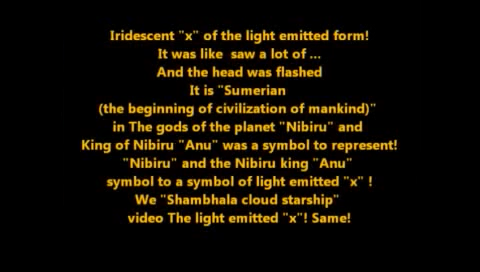 Iridescent "x" of the light emitted form!
It was like saw a lot of ...
And the head was flashed
It is "Sumerian
(the beginning of civilization of mankind)"
in The gods of the planet "Nibiru" and
King of Nibiru "Anu" was a symbol to represent!
"Nibiru" and the Nibiru king "Anu"
symbol to a symbol of light emitted "x" !
We "Shambhala cloud starship"
video The light emitted "x"! Same!